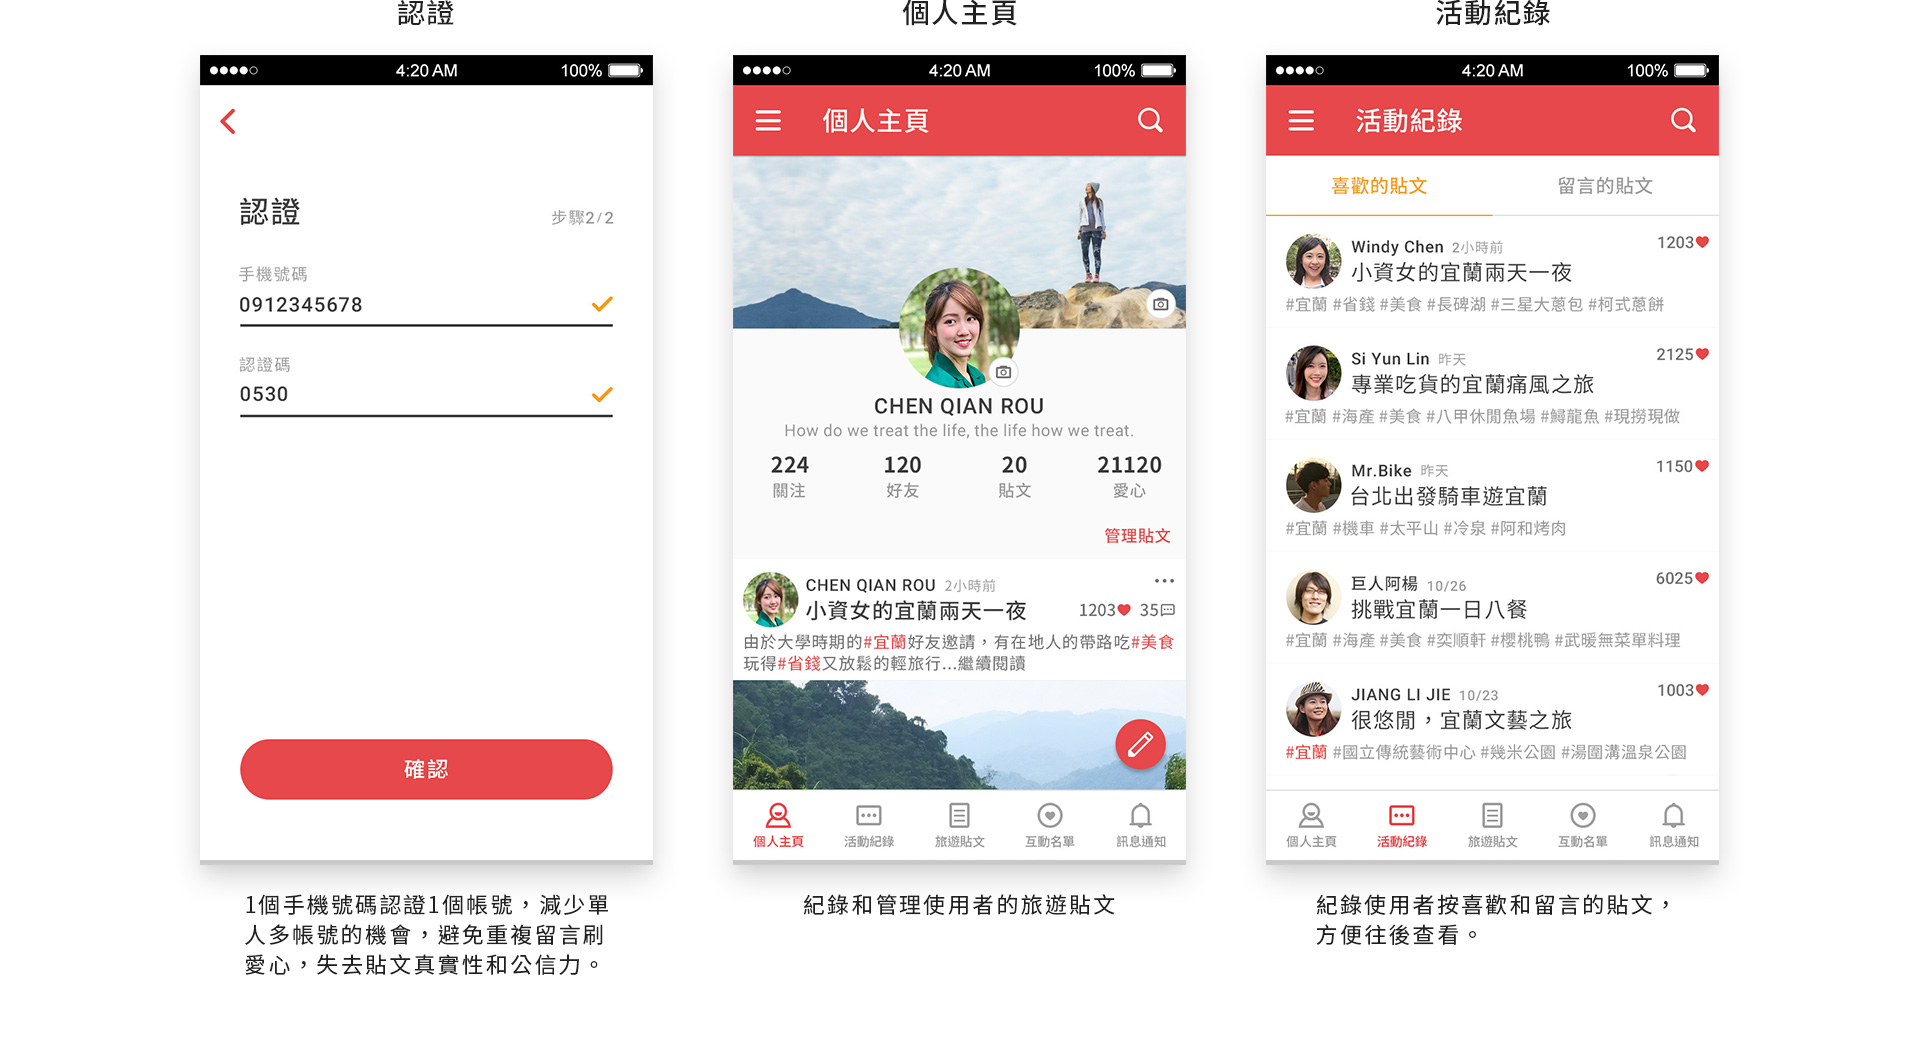 認證
個人主頁
活動紀錄
4:20 AM
100%
認證
步驟2/2
手機號碼
0912345678
認證碼
0530
確認
1個手機號碼認證1個帳號，減少單
人多帳號的機會，避免重複留言刷
愛心，失去貼文真實性和公信力。
4:20 AM
100%
個人主頁
CHEN QIAN ROU
How do we treat the life, the life how we treat.
224
120
20
21120
關注
好友
貼文
愛心
管理貼文
CHEN QIAN ROU 2小時前
小資女的宜蘭兩天一夜
1203 35
由於大學時期的#宜蘭好友邀請，有在地人的帶路吃#美食
玩得#省錢又放鬆的輕旅行...繼續閱讀
個人主頁
活動紀錄
旅遊貼文
互動名單
訊息通知
紀錄和管理使用者的旅遊貼文
4:20 AM
100%
活動紀錄
喜歡的貼文
留言的貼文
Windy Chen 2小時前
1203
小資女的宜蘭兩天一夜
#宜蘭 #省錢 #美食 #長碑湖 #三星大蔥包 #柯式蔥餅
Si Yun Lin 昨天
2125
專業吃貨的宜蘭痛風之旅
#宜蘭 #海產 #美食 #八甲休閒魚場 #鱘龍魚 #現撈現做
Mr.Bike 昨天
1150
台北出發騎車遊宜蘭
#宜蘭 #機車 #太平山 #冷泉 #阿和烤肉
巨人阿楊 10/26
6025
挑戰宜蘭一日八餐
#宜蘭 #海產 #美食 #奕順軒 #櫻桃鴨 #武暖無菜單料理
JIANG LI JIE 10/23
1003
很悠閒，宜蘭文藝之旅
#宜蘭 #國立傳統藝術中心 #幾米公園 #湯圍溝溫泉公園
個人主頁
活動紀錄
旅遊貼文
互動名單
訊息通知
紀錄使用者按喜歡和留言的貼文，
方便往後查看。